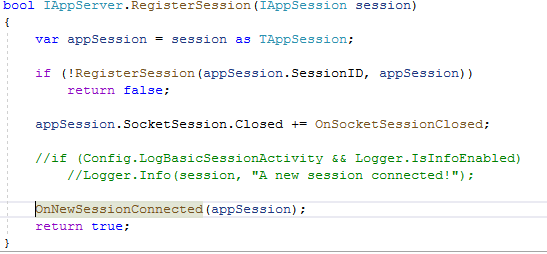 bool IAppServer.RegisterSession(IAppSession session)
{
var appSession = session as TAppSession;
if (!RegisterSession(appSession.SessionID, appSession))
return false;
appSession.SocketSession.Closed += OnSocketSessionClosed;
//if (Config.LogBasicSessionActivity && Logger.IsInfoEnabled)
//Logger.Info(session, "A new session connected!");
OnNewSessionConnected(appSession);
return true;
}